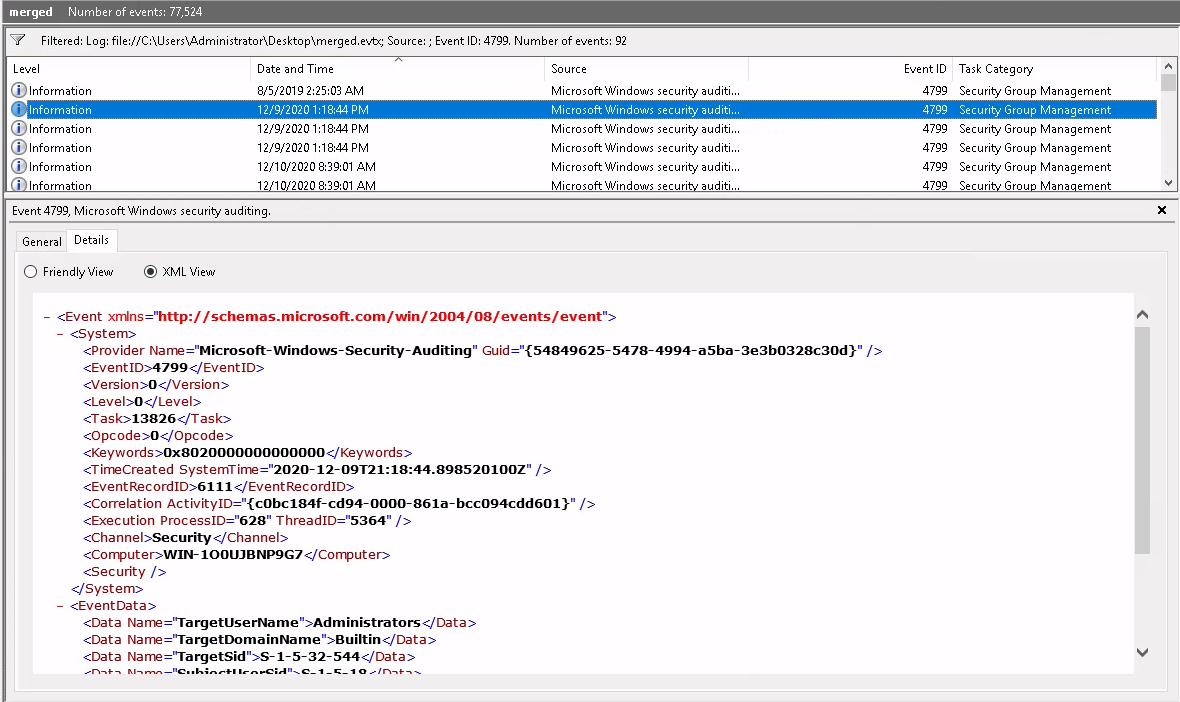 merged Number of events: 77,524
Filtered: Log: file://C:\Users\Administrator\Desktop\merged.evtx; Source: ; Event ID: 4799. Number of events: 92
Level Date and Time Source Event ID Task Category
Information 8/5/2019 2:25:03 AM Microsoft Windows security auditi... 4799 Security Group Management
Information 12/9/2020 1:18:44 PM Microsoft Windows security auditi... 4799 Security Group Management
Information 12/9/2020 1:18:44 PM Microsoft Windows security auditi... 4799 Security Group Management
Information 12/9/2020 1:18:44 PM Microsoft Windows security auditi... 4799 Security Group Management
Information 12/10/2020 8:39:01 AM Microsoft Windows security auditi... 4799 Security Group Management
Information 12/10/2020 8:39:01 AM Microsoft Windows security auditi... 4799 Security Group Management
Event 4799, Microsoft Windows security auditing.
General Details
Friendly View XML View
- <Event xmlns="http://schemas.microsoft.com/win/2004/08/events/event">
- <System>
<Provider Name="Microsoft-Windows-Security-Auditing" Guid="{54849625-5478-4994-a5ba-3e3b0328c30d}" />
<EventID>4799</EventID>
<Version>0</Version>
<Level>0</Level>
<Task>13826</Task>
<Opcode>0</Opcode>
<Keywords>0x8020000000000000</Keywords>
<TimeCreated SystemTime="2020-12-09T21:18:44.898520100Z" />
<EventRecordID>6111</EventRecordID>
<Correlation ActivityID="{c0bc184f-cd94-0000-861a-bcc094cdd601}" />
<Execution ProcessID="628" ThreadID="5364" />
<Channel>Security</Channel>
<Computer>WIN-1O0UJBNP9G7</Computer>
<Security />
</System>
- <EventData>
<Data Name="TargetUserName">Administrators</Data>
<Data Name="TargetDomainName">Builtin</Data>
<Data Name="TargetSid">S-1-5-32-544</Data>
<Data Name="SubjectUserSid">S-1-5-18</Data>